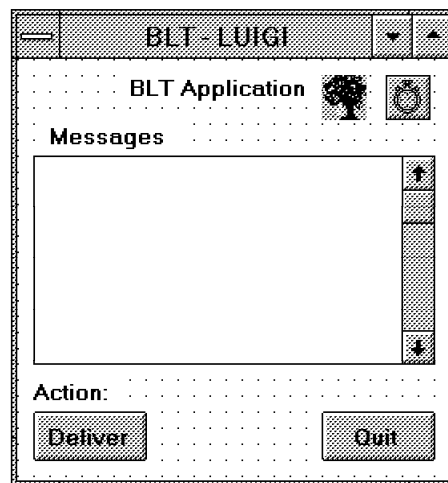 BLT - LUIGI
BLT Application
Messages
Action:
Deliver Quit